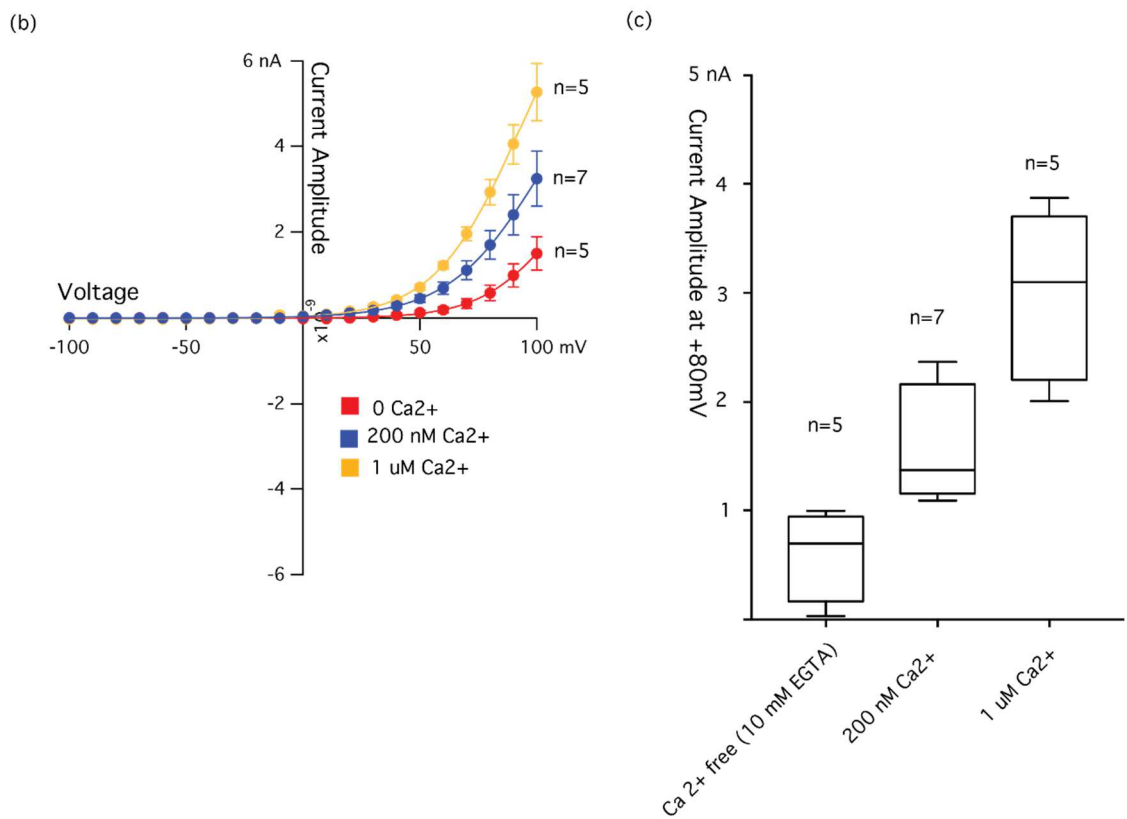 (b)
6 nA
Current Amplitude
4
2
n=5
n=7
n=5
Voltage
-100
-50
x10⁻⁹
50
100 mV
-2
-4
-6
0 Ca2+
200 nM Ca2+
1 uM Ca2+
(c)
5 nA
Current Amplitude at +80mV
4
3
2
1
n=5
n=7
n=5
Ca 2+ free (10 mM EGTA)
200 nM Ca2+
1 uM Ca2+